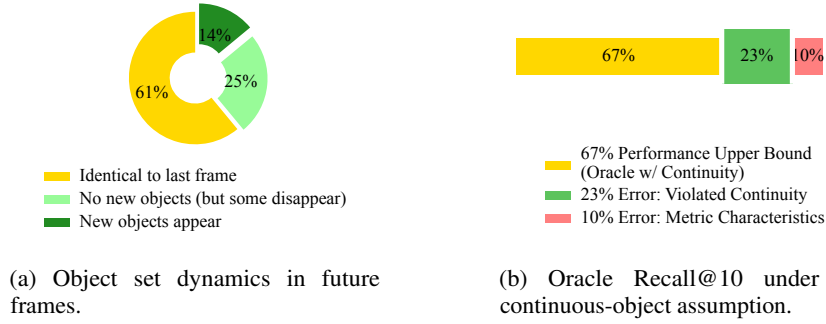 14%
25%
61%
Identical to last frame
No new objects (but some disappear)
New objects appear
(a) Object set dynamics in future
frames.
67%
23%
10%
67% Performance Upper Bound
(Oracle w/ Continuity)
23% Error: Violated Continuity
10% Error: Metric Characteristics
(b) Oracle Recall@10 under
continuous-object assumption.